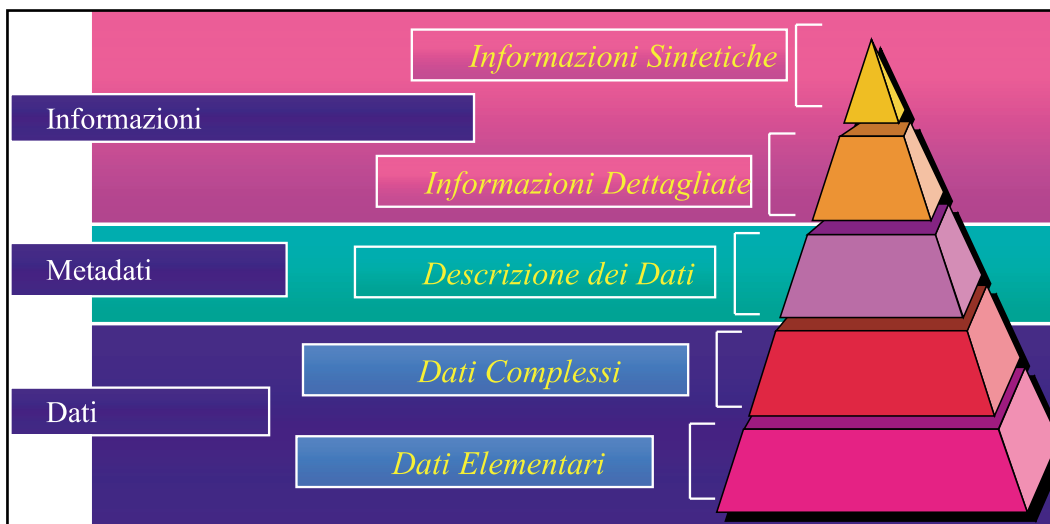 Informazioni Sintetiche
Informazioni
Informazioni Dettagliate
Metadati
Descrizione dei Dati
Dati Complessi
Dati
Dati Elementari